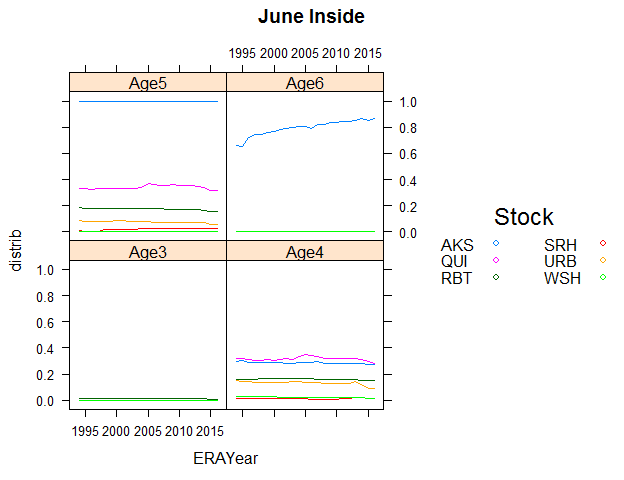 June Inside
1995 2000 2005 2010 2015
Age5 Age6
1.0
0.8
0.6
0.4
0.2
0.0
distrib
Stock
AKS SRH
QUI URB
RBT WSH
Age3 Age4
1.0
0.8
0.6
0.4
0.2
0.0
1995 2000 2005 2010 2015
ERAYear